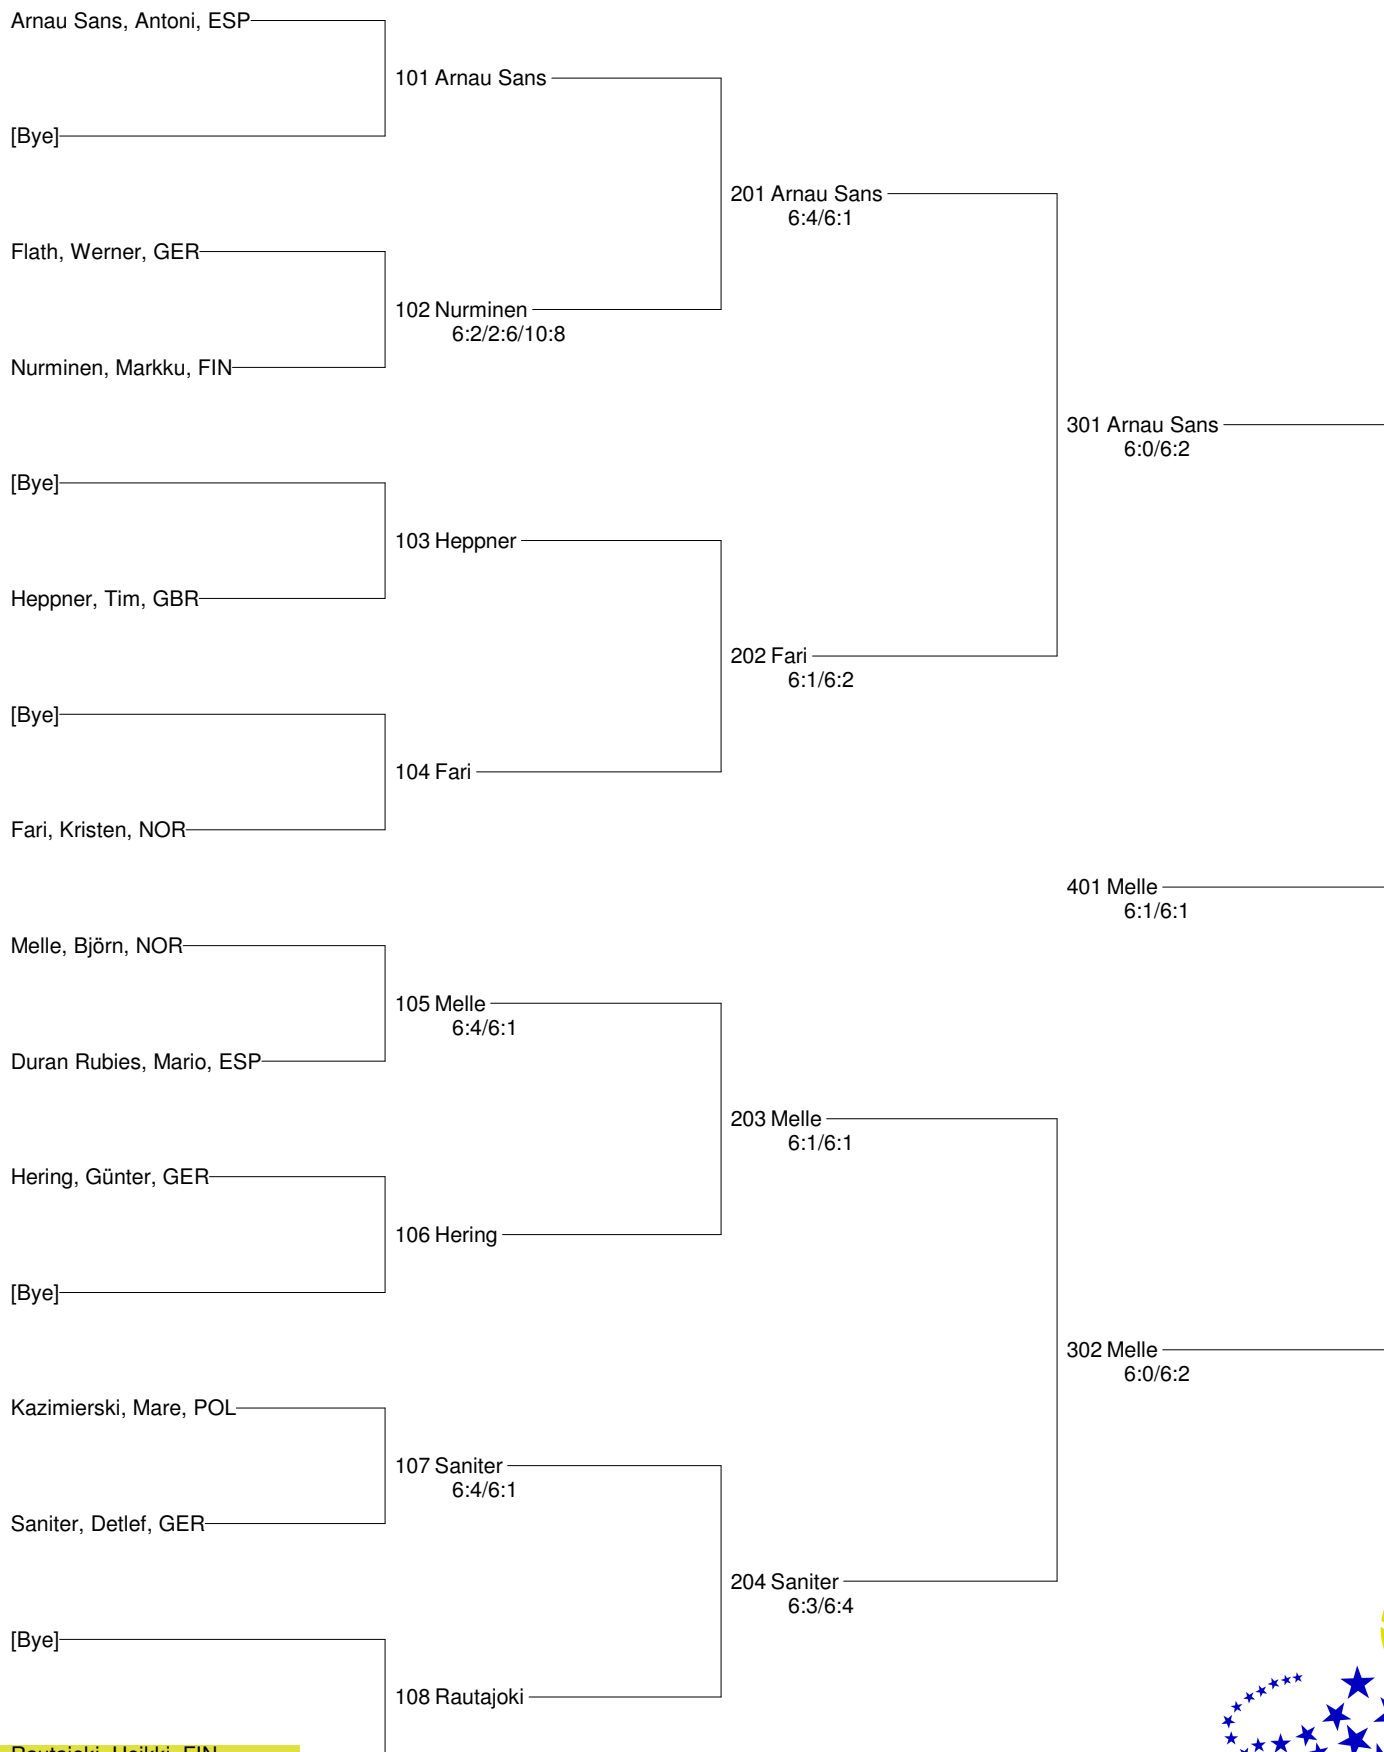 Arnau Sans, Antoni, ESP
101 Arnau Sans
[Bye]
201 Arnau Sans
6:4/6:1
Flath, Werner, GER
102 Nurminen
6:2/2:6/10:8
Nurminen, Markku, FIN
301 Arnau Sans
6:0/6:2
[Bye]
103 Heppner
Heppner, Tim, GBR
202 Fari
6:1/6:2
[Bye]
104 Fari
Fari, Kristen, NOR
401 Melle
6:1/6:1
Melle, Björn, NOR
105 Melle
6:4/6:1
Duran Rubies, Mario, ESP
203 Melle
6:1/6:1
Hering, Günter, GER
106 Hering
[Bye]
302 Melle
6:0/6:2
Kazimierski, Mare, POL
107 Saniter
6:4/6:1
Saniter, Detlef, GER
204 Saniter
6:3/6:4
[Bye]
108 Rautajoki
Rautajoki, Heikki, FIN